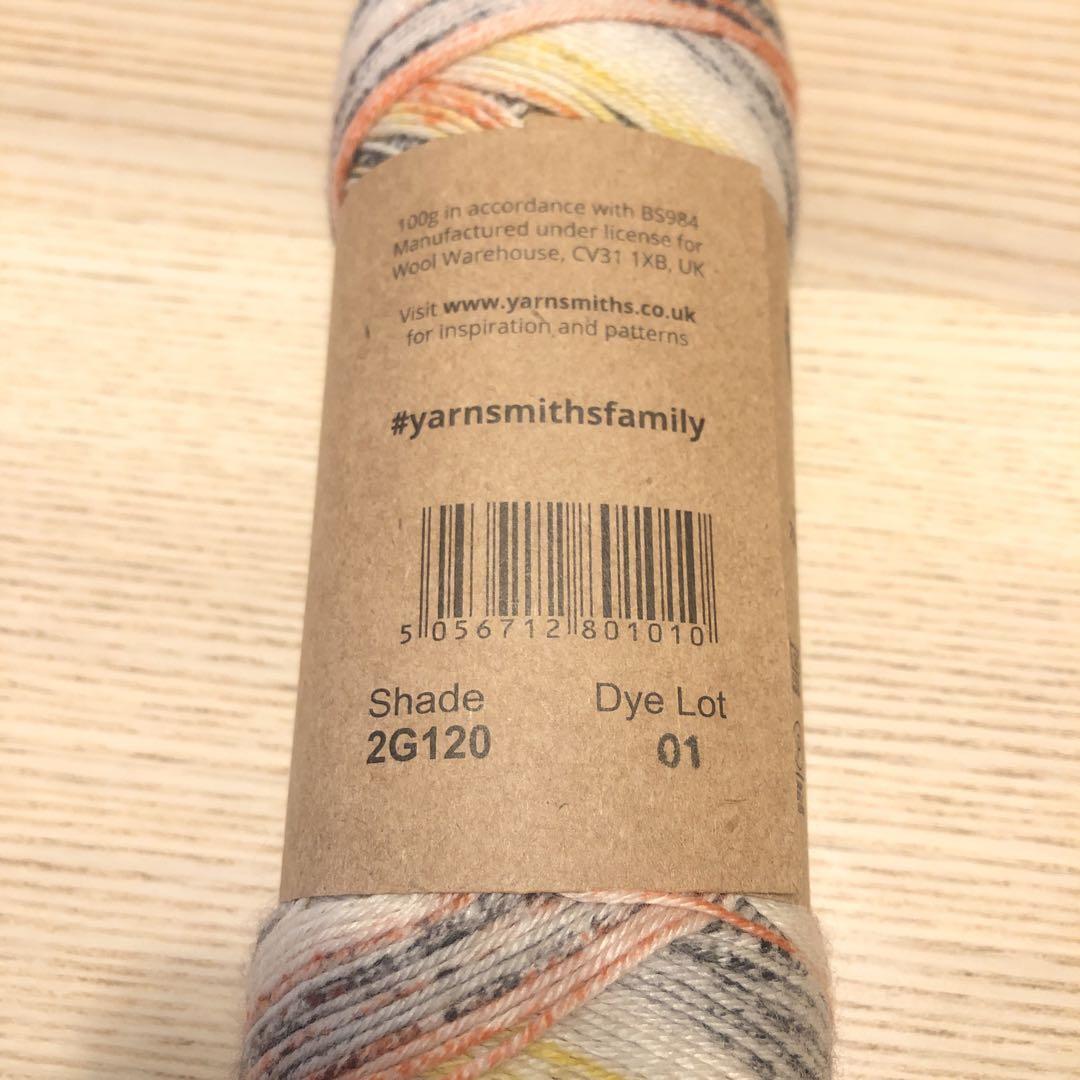 100g in accordance with BS984
Manufactured under license for
Wool Warehouse, CV31 1XB, UK
Visit www.yarnsmiths.co.uk
for inspiration and patterns
#yarnsmithsfamily
5 056712 801010
Shade Dye Lot
2G120 01